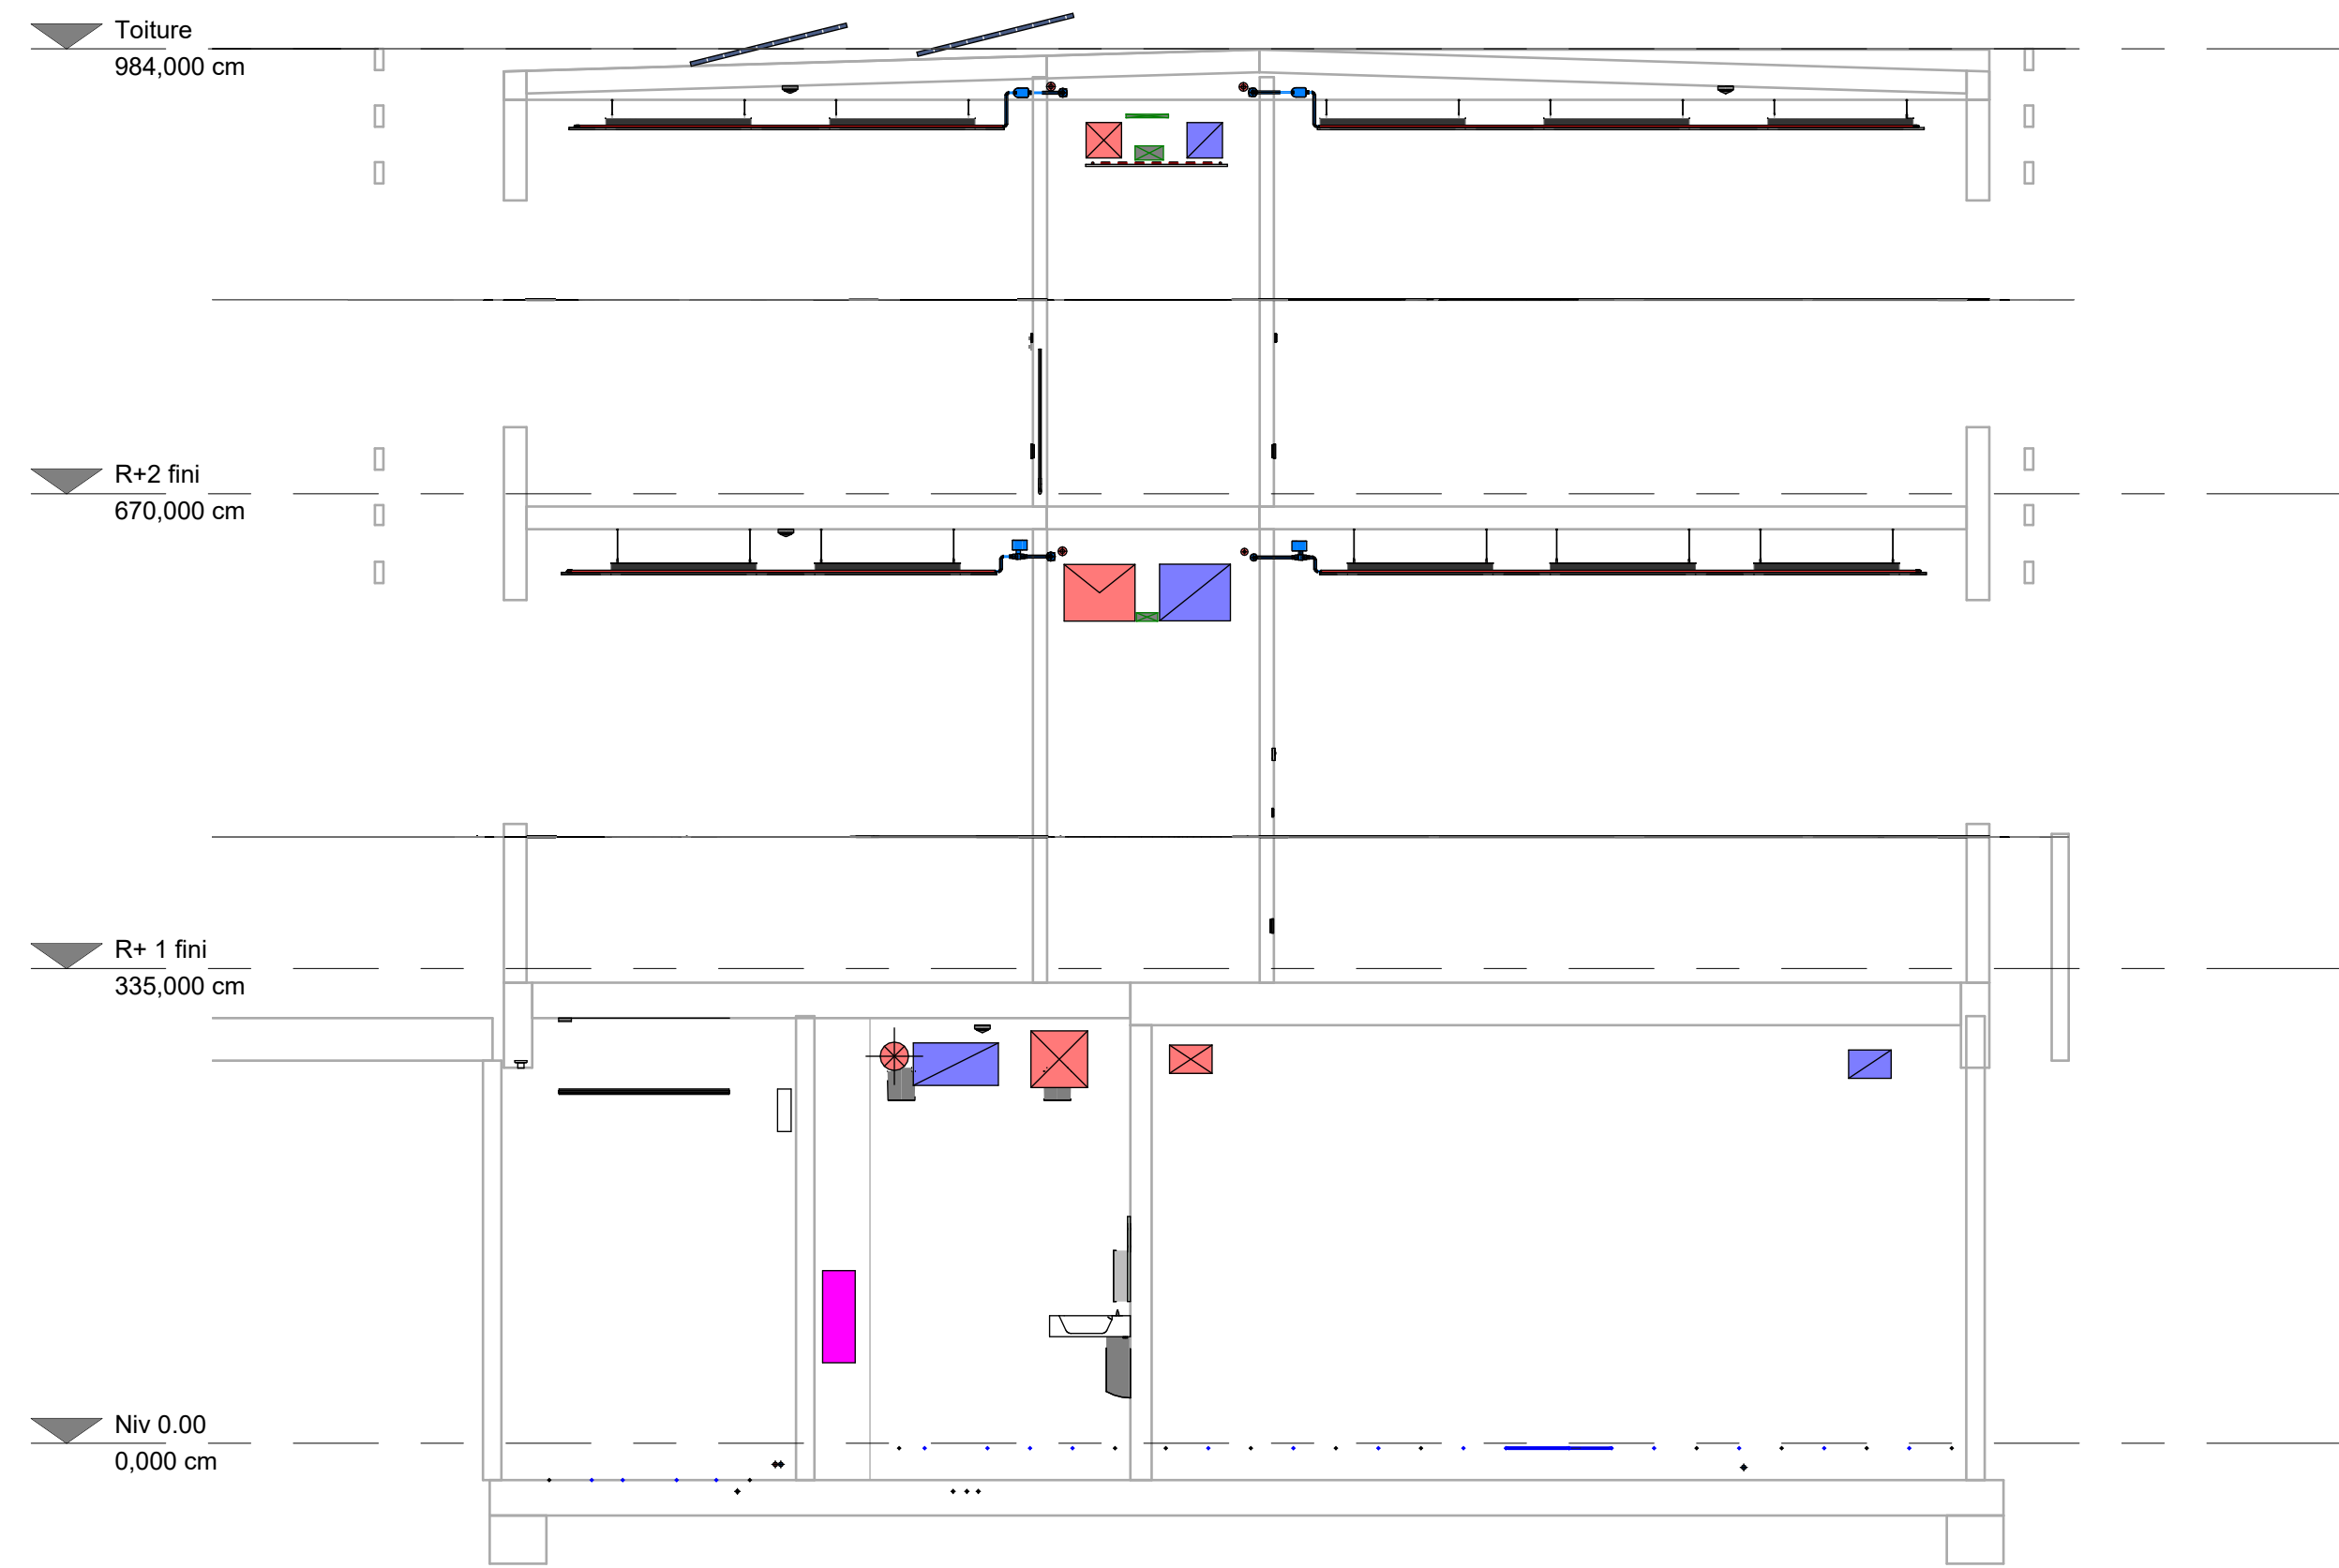 Toiture
984,000 cm
R+2 fini
670,000 cm
R+ 1 fini
335,000 cm
Niv 0.00
0,000 cm